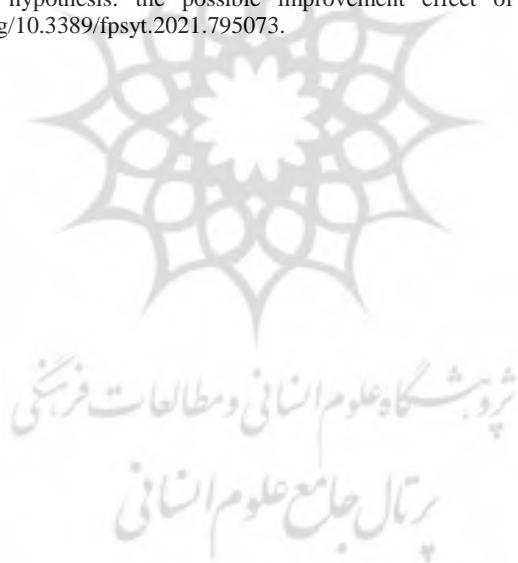 hypothesis: the possible improvement effect of
g/10.3389/fpsyt.2021.795073.
پژوهشگاه علوم انسانی و مطالعات فرهنگی
پرتال جامع علوم انسانی